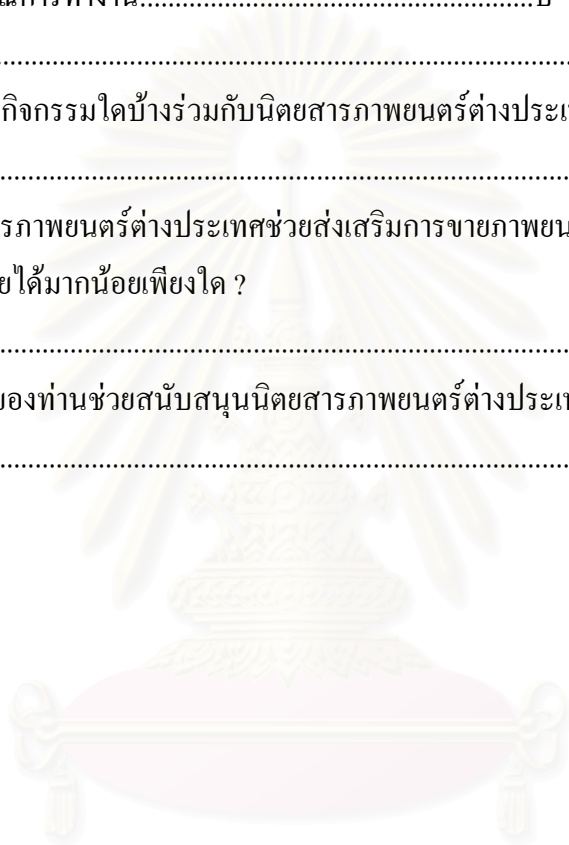 การทำงาน..........................................................ป
...........................................................................
กิจกรรมใดบ้างร่วมกับนิตยสารภาพยนตร์ต่างประเ
...........................................................................
รภาพยนตร์ต่างประเทศช่วยส่งเสริมการขายภาพยน
ยได้มากน้อยเพียงใด ?
...........................................................................
ของท่านช่วยสนับสนุนนิตยสารภาพยนตร์ต่างประเ
...........................................................................